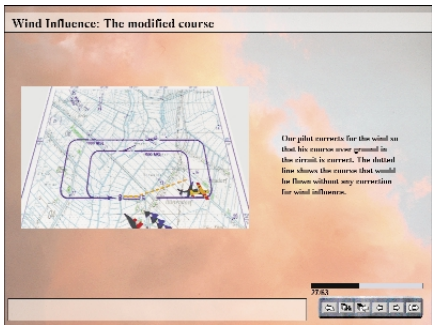 Wind Influence: The modified course
Our pilot corrects for the wind so
that his course over ground in
the circuit is correct. The dotted
line shows the course that would
be flown without any correction
for wind influence.
27/63